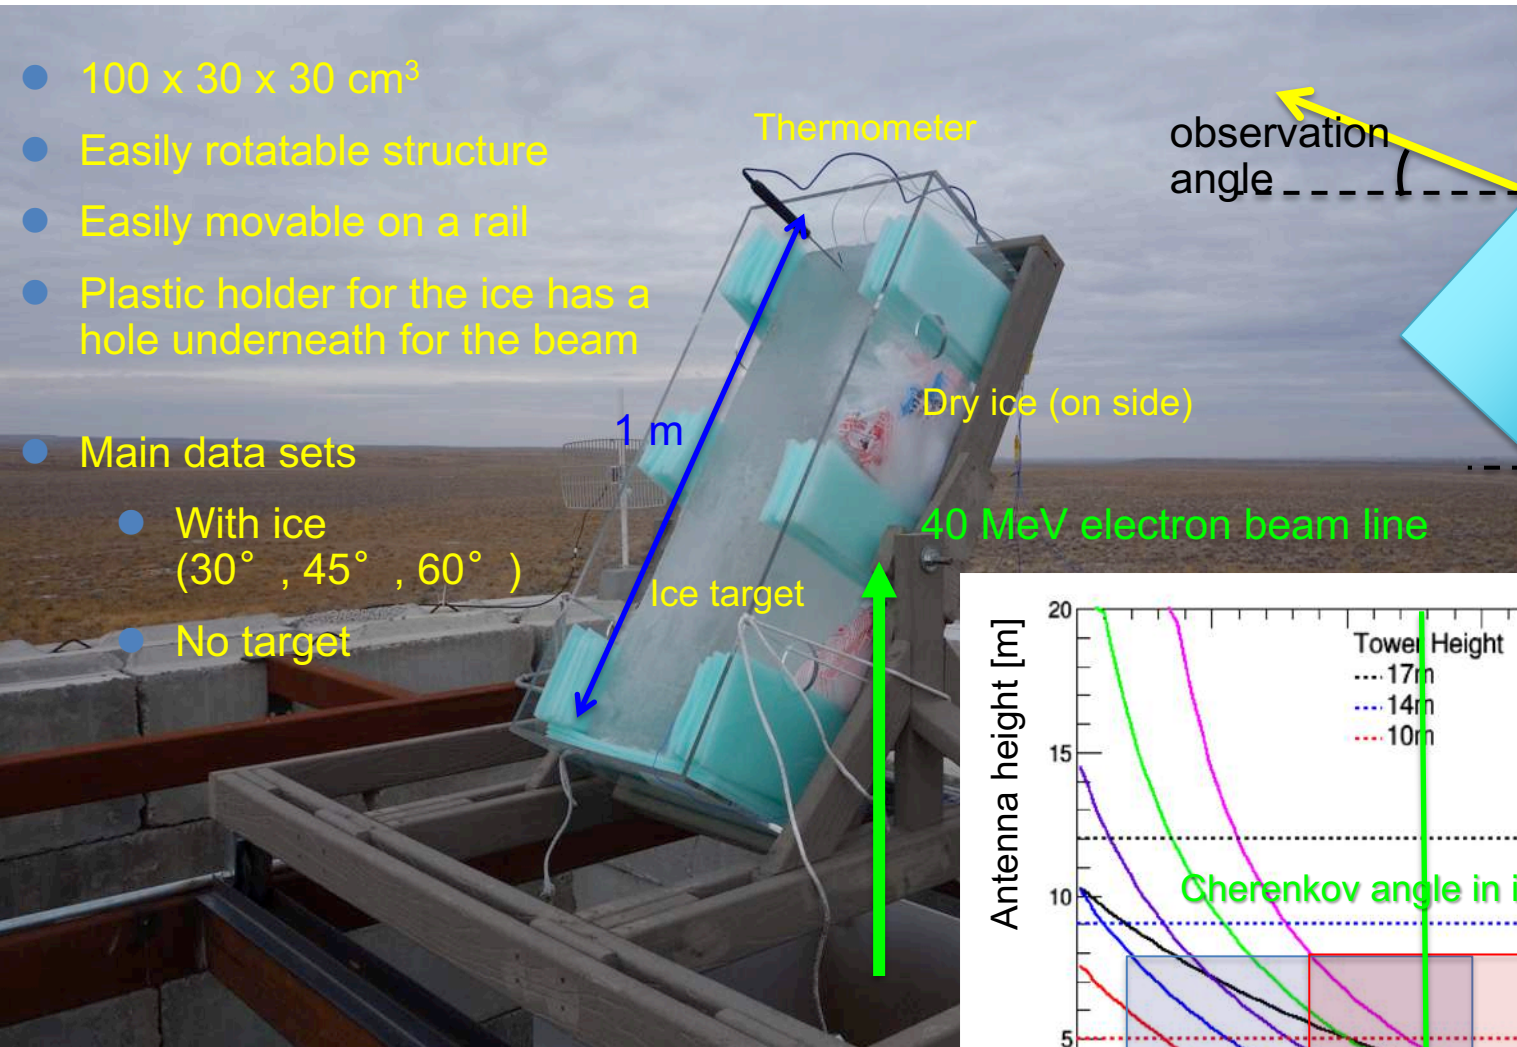 100 x 30 x 30 cm³
Easily rotatable structure
Easily movable on a rail
Plastic holder for the ice has a
hole underneath for the beam
Main data sets
With ice
(30° , 45° , 60° )
No target
Thermometer
observation
angle
1 m
Dry ice (on side)
40 MeV electron beam line
Ice target
Antenna height [m]
20
15
10
5
Tower Height
17m
14m
10m
Cherenkov angle in